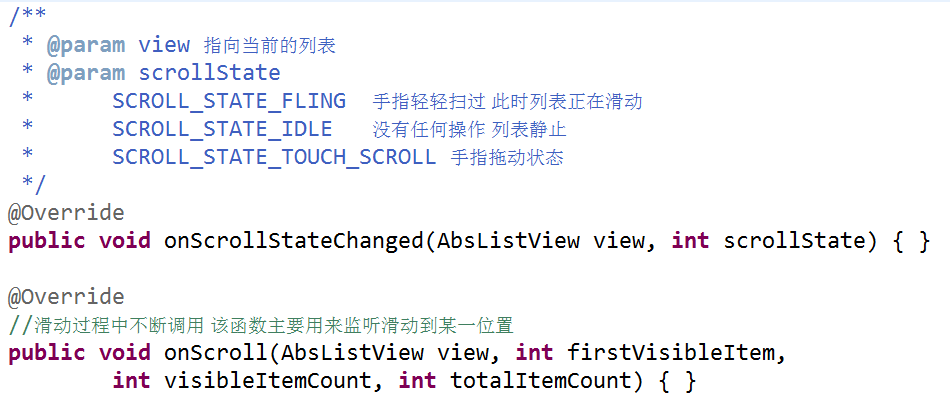 /**
 * @param view 指向当前的列表
 * @param scrollState
 *      SCROLL_STATE_FLING  手指轻轻扫过 此时列表正在滑动
 *      SCROLL_STATE_IDLE   没有任何操作 列表静止
 *      SCROLL_STATE_TOUCH_SCROLL 手指拖动状态
 */
@Override
public void onScrollStateChanged(AbsListView view, int scrollState) { }

@Override
//滑动过程中不断调用 该函数主要用来监听滑动到某一位置
public void onScroll(AbsListView view, int firstVisibleItem,
        int visibleItemCount, int totalItemCount) { }